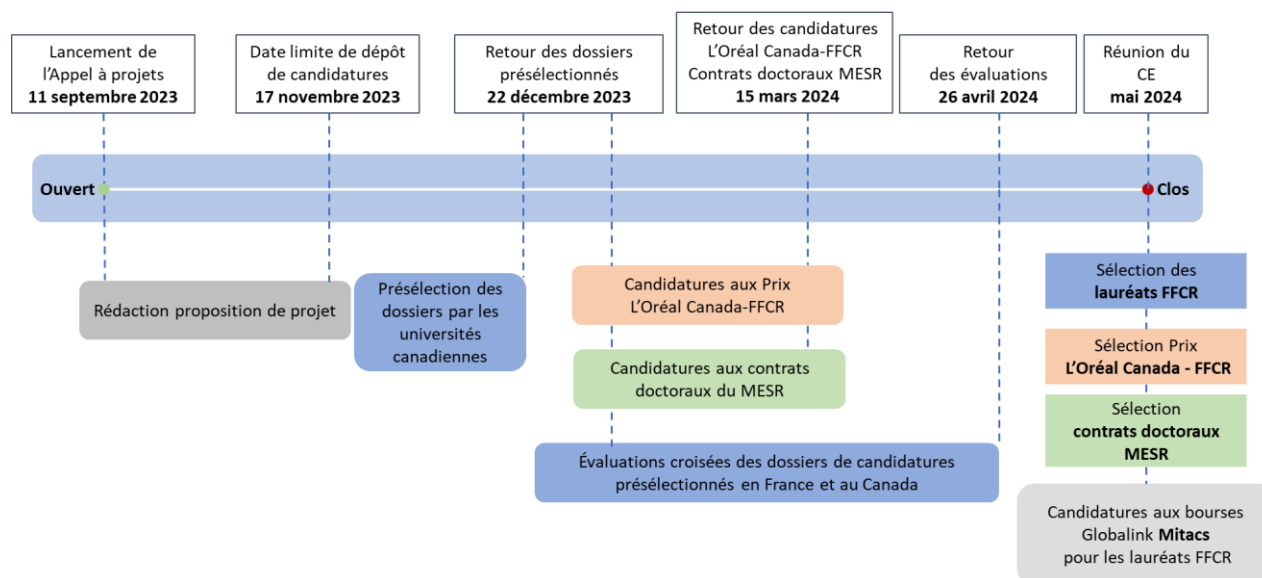 Lancement de
l'Appel à projets
11 septembre 2023
Date limite de dépôt
de candidatures
17 novembre 2023
Retour des dossiers
présélectionnés
22 décembre 2023
Retour des candidatures
L'Oréal Canada-FFCR
Contrats doctoraux MESR
15 mars 2024
Retour
des évaluations
26 avril 2024
Réunion du
CE
mai 2024
Ouvert
Clos
Rédaction proposition de projet
Présélection des
dossiers par les
universités
canadiennes
Candidatures aux Prix
L'Oréal Canada-FFCR
Candidatures aux contrats
doctoraux du MESR
Évaluations croisées des dossiers de candidatures
présélectionnés en France et au Canada
Sélection des
lauréats FFCR
Sélection Prix
L'Oréal Canada - FFCR
Sélection
contrats doctoraux
MESR
Candidatures aux bourses
Globalink Mitacs
pour les lauréats FFCR